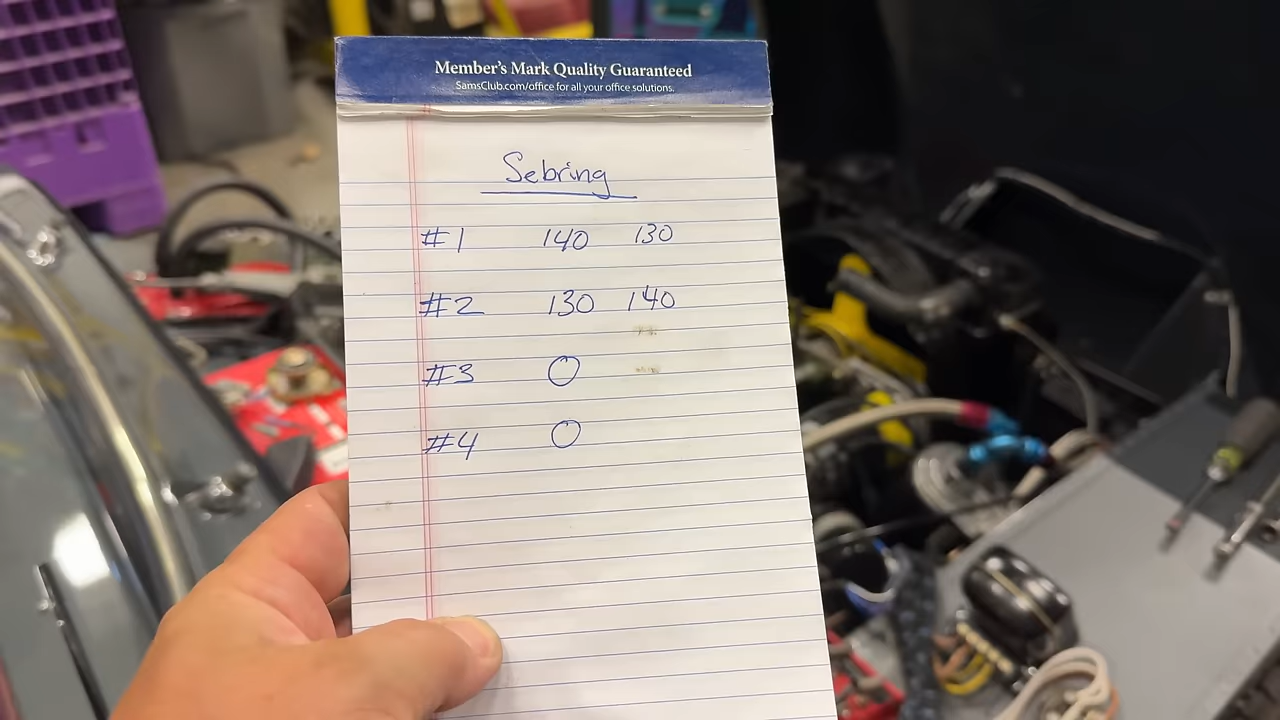 Member's Mark Quality Guaranteed
SamsClub.com/office for all your office solutions.
Sebring
#1 140 130
#2 130 140
#3 0
#4 0